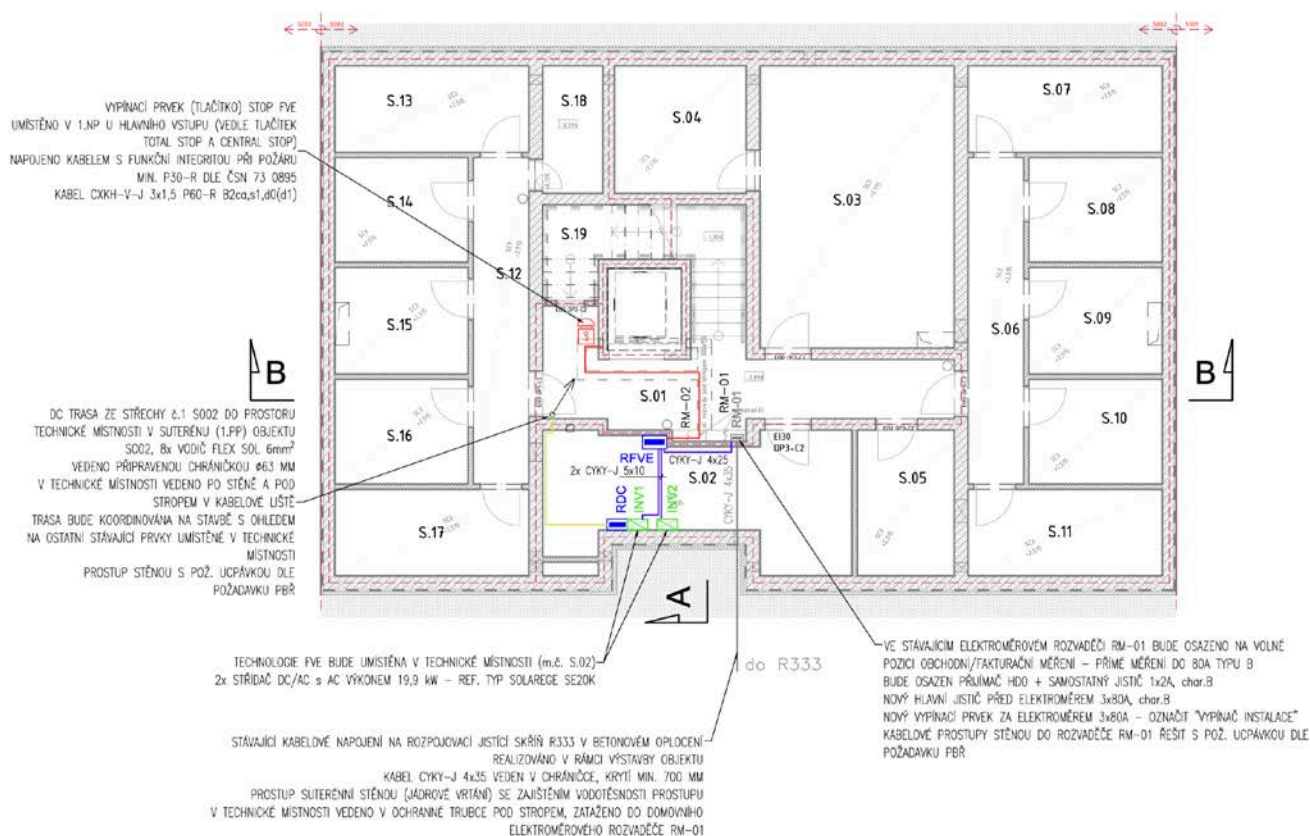 S003
S002
S002
S001
VYPÍNACÍ PRVEK (TLAČÍTKO) STOP FVE
UMÍSTĚNO V 1.NP U HLAVNÍHO VSTUPU (VEDLE TLAČÍTEK
TOTAL STOP A CENTRAL STOP)
NAPOJENO KABELEM S FUNKČNÍ INTEGRITOU PŘI POŽÁRU
MIN. P30-R DLE ČSN 73 0895
KABEL CXKH-V-J 3x1,5 P60-R B2ca,s1,d0(d1)
S.13
S.18
S.04
S.07
S.14
S.03
S.08
S.19
S.12
S.15
S.06
S.09
B
B
S.01
RM-02
RM-01
RM-01
S.16
S.10
EI30
DP3-C2
RFVE
CYKY-J 4x25
2x CYKY-J 5x10
S.02
CYKY-J 4x35
S.05
RDC
INV1
INV2
S.17
S.11
A
DC TRASA ZE STŘECHY č.1 SO02 DO PROSTORU
TECHNICKÉ MÍSTNOSTI V SUTERÉNU (1.PP) OBJEKTU
SO02, 8x VODIČ FLEX SOL 6mm²
VEDENO PŘIPRAVENOU CHRÁNIČKOU ø63 MM
V TECHNICKÉ MÍSTNOSTI VEDENO PO STĚNĚ A POD
STROPEM V KABELOVÉ LIŠTĚ
TRASA BUDE KOORDINOVÁNA NA STAVBĚ S OHLEDEM
NA OSTATNÍ STÁVAJÍCÍ PRVKY UMÍSTĚNÉ V TECHNICKÉ
MÍSTNOSTI
PROSTUP STĚNOU S POŽ. UCPÁVKOU DLE
POŽADAVKU PBŘ
TECHNOLOGIE FVE BUDE UMÍSTĚNA V TECHNICKÉ MÍSTNOSTI (m.č. S.02)
2x STŘÍDAČ DC/AC s AC VÝKONEM 19,9 kW – REF. TYP SOLAREGE SE20K
do R333
STÁVAJÍCÍ KABELOVÉ NAPOJENÍ NA ROZPOJOVACÍ JISTÍCÍ SKŘÍŇ R333 V BETONOVÉM OPLOCENÍ
REALIZOVÁNO V RÁMCI VÝSTAVBY OBJEKTU
KABEL CYKY-J 4x35 VEDEN V CHRÁNIČCE, KRYTÍ MIN. 700 MM
PROSTUP SUTERÉNNÍ STĚNOU (JÁDROVÉ VRTÁNÍ) SE ZAJIŠTĚNÍM VODOTĚSNOSTI PROSTUPU
V TECHNICKÉ MÍSTNOSTI VEDENO V OCHRANNÉ TRUBCE POD STROPEM, ZATAŽENO DO DOMOVNÍHO
ELEKTROMĚROVÉHO ROZVADĚČE RM-01
VE STÁVAJÍCÍM ELEKTROMĚROVÉM ROZVADĚČI RM-01 BUDE OSAZENO NA VOLNÉ
POZICI OBCHODNÍ/FAKTURAČNÍ MĚŘENÍ – PŘÍMÉ MĚŘENÍ DO 80A TYPU B
BUDE OSAZEN PŘIJÍMAČ HDO + SAMOSTATNÝ JISTIČ 1x2A, char.B
NOVÝ HLAVNÍ JISTIČ PŘED ELEKTROMĚREM 3x80A, char.B
NOVÝ VYPÍNACÍ PRVEK ZA ELEKTROMĚREM 3x80A – OZNAČIT "VYPÍNAČ INSTALACE"
KABELOVÉ PROSTUPY STĚNOU DO ROZVADĚČE RM-01 ŘEŠIT S POŽ. UCPÁVKOU DLE
POŽADAVKU PBŘ